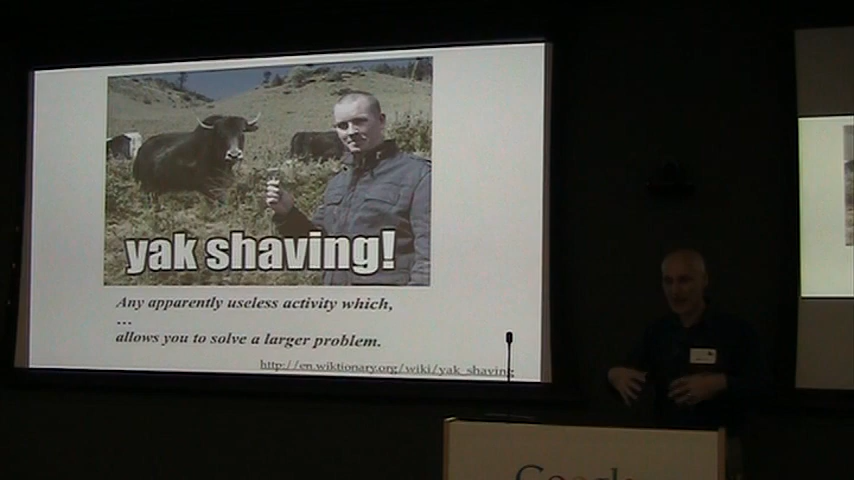 yak shaving!
Any apparently useless activity which,
...
allows you to solve a larger problem.
http://en.wiktionary.org/wiki/yak_shaving
Google